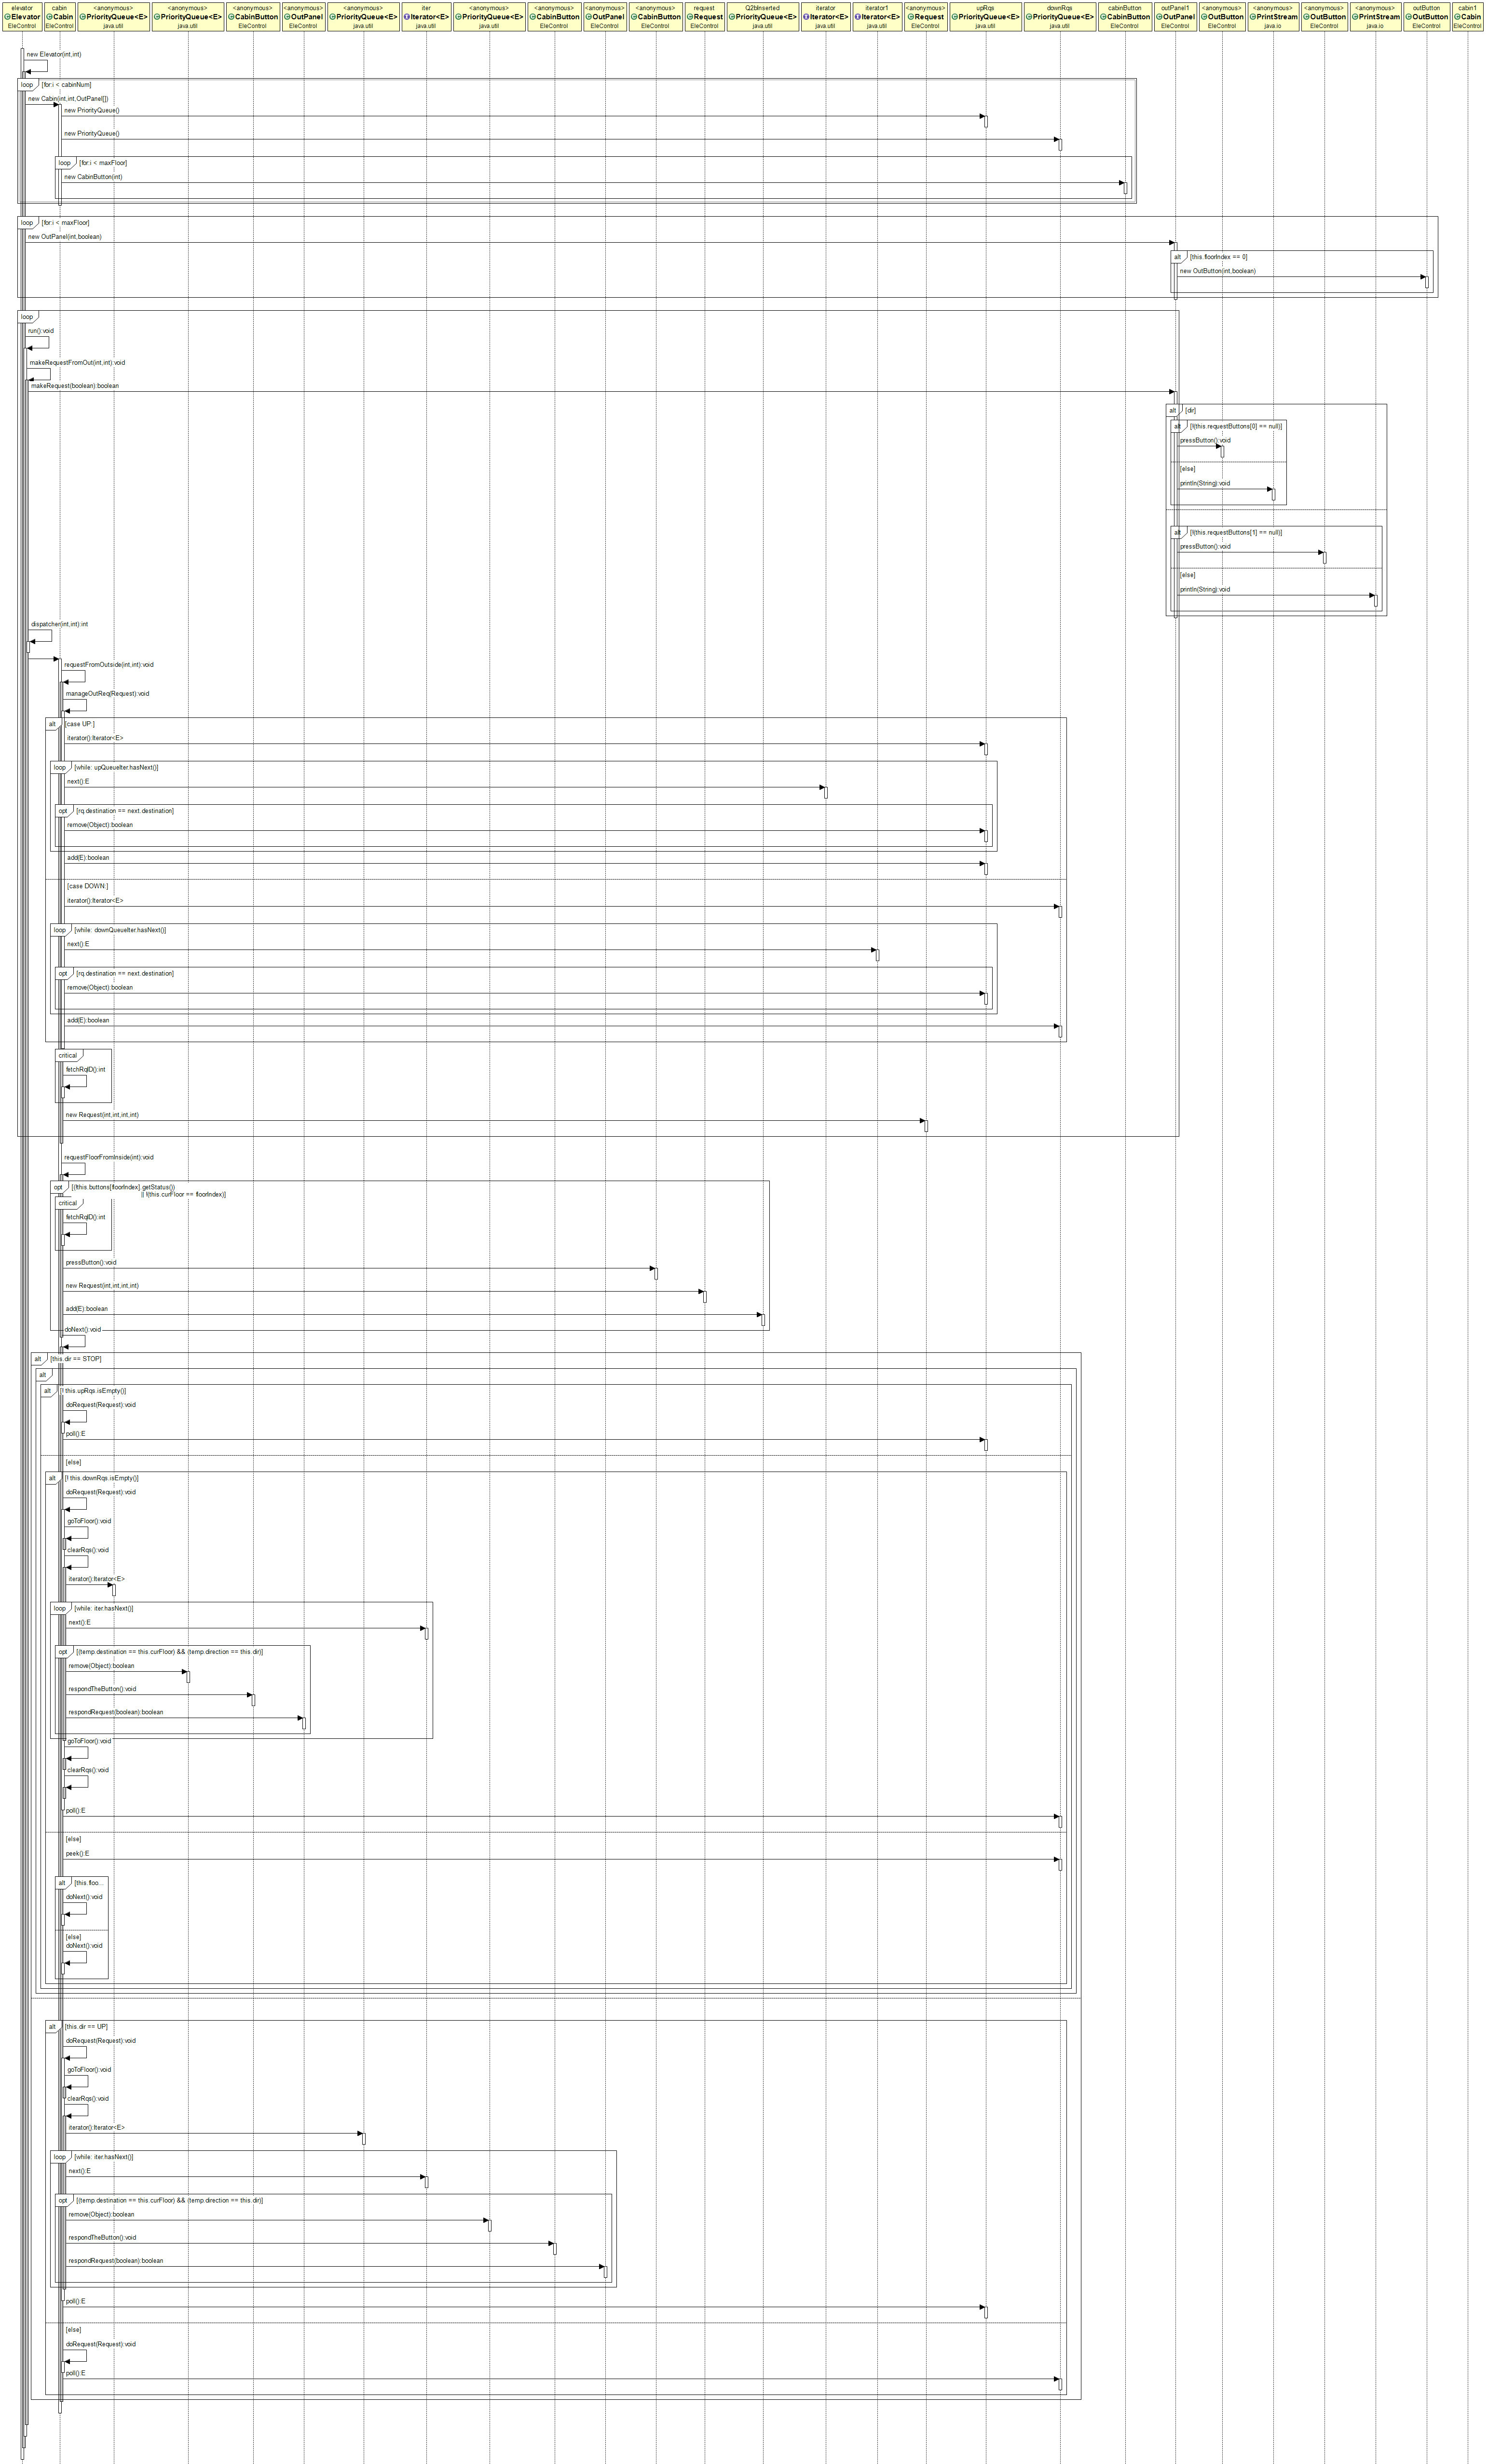 elevator cabin <anonymous> <anonymous> <anonymous> <anonymous> <anonymous> iter <anonymous> <anonymous> <anonymous> <anonymous> request Q2bInserted iterator iterator1 <anonymous> upRqs downRqs cabinButton outPanel1 <anonymous> <anonymous> <anonymous> <anonymous> outButton cabin1
Elevator Cabin PriorityQueue<E> PriorityQueue<E> CabinButton OutPanel PriorityQueue<E> Iterator<E> PriorityQueue<E> CabinButton OutPanel CabinButton Request PriorityQueue<E> Iterator<E> Iterator<E> Request PriorityQueue<E> PriorityQueue<E> CabinButton OutPanel OutButton PrintStream OutButton PrintStream OutButton Cabin
EleControl EleControl java.util java.util EleControl EleControl java.util java.util java.util EleControl EleControl EleControl EleControl java.util java.util java.util EleControl java.util java.util EleControl EleControl EleControl java.io EleControl java.io EleControl EleControl
new Elevator(int,int)
loop [for:i < cabinNum]
new Cabin(int,int,OutPanel[])
new PriorityQueue()
new PriorityQueue()
loop [for:i < maxFloor]
new CabinButton(int)
loop [for:i < maxFloor]
new OutPanel(int,boolean)
alt [this.floorIndex == 0]
new OutButton(int,boolean)
loop
run():void
makeRequestFromOut(int,int):void
makeRequest(boolean):boolean
alt [dir]
alt [!(this.requestButtons[0] == null)]
pressButton():void
[else]
println(String):void
alt [!(this.requestButtons[1] == null)]
pressButton():void
[else]
println(String):void
dispatcher(int,int):int
requestFromOutside(int,int):void
manageOutReq(Request):void
alt [case UP:]
iterator():Iterator<E>
loop [while: upQueueIter.hasNext()]
next():E
opt [rq.destination == next.destination]
remove(Object):boolean
add(E):boolean
[case DOWN:]
iterator():Iterator<E>
loop [while: downQueueIter.hasNext()]
next():E
opt [rq.destination == next.destination]
remove(Object):boolean
add(E):boolean
critical
fetchRqID():int
new Request(int,int,int,int)
requestFloorFromInside(int):void
opt [(!this.buttons[floorIndex].getStatus())
|| !(this.curFloor == floorIndex)]
critical
fetchRqID():int
pressButton():void
new Request(int,int,int,int)
add(E):boolean
doNext():void
alt [this.dir == STOP]
alt
alt [! this.upRqs.isEmpty()]
doRequest(Request):void
poll():E
[else]
alt [! this.downRqs.isEmpty()]
doRequest(Request):void
goToFloor():void
clearRqs():void
iterator():Iterator<E>
loop [while: iter.hasNext()]
next():E
opt [(temp.destination == this.curFloor) && (temp.direction == this.dir)]
remove(Object):boolean
respondTheButton():void
respondRequest(boolean):boolean
goToFloor():void
clearRqs():void
poll():E
[else]
peek():E
alt [this.floo...
doNext():void
[else]
doNext():void
alt [this.dir == UP]
doRequest(Request):void
goToFloor():void
clearRqs():void
iterator():Iterator<E>
loop [while: iter.hasNext()]
next():E
opt [(temp.destination == this.curFloor) && (temp.direction == this.dir)]
remove(Object):boolean
respondTheButton():void
respondRequest(boolean):boolean
poll():E
[else]
doRequest(Request):void
poll():E